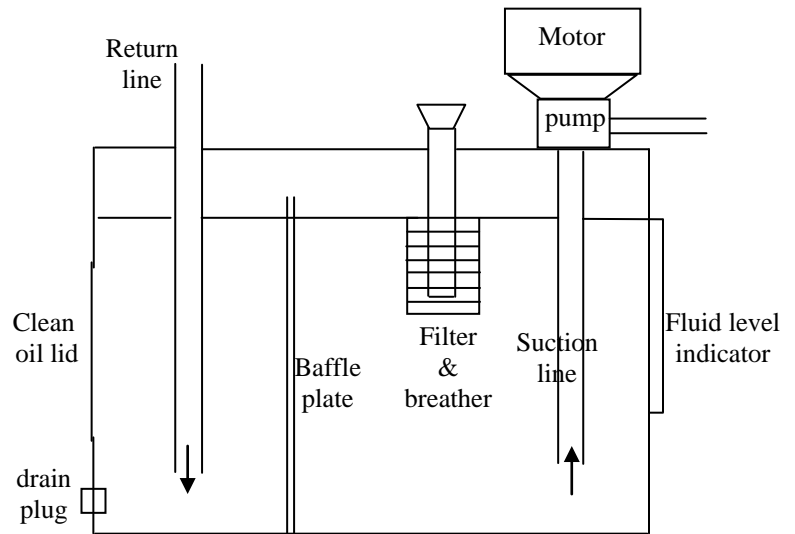 Return
line
Motor
pump
Clean
oil lid
Baffle
plate
Filter
&
breather
Suction
line
Fluid level
indicator
drain
plug